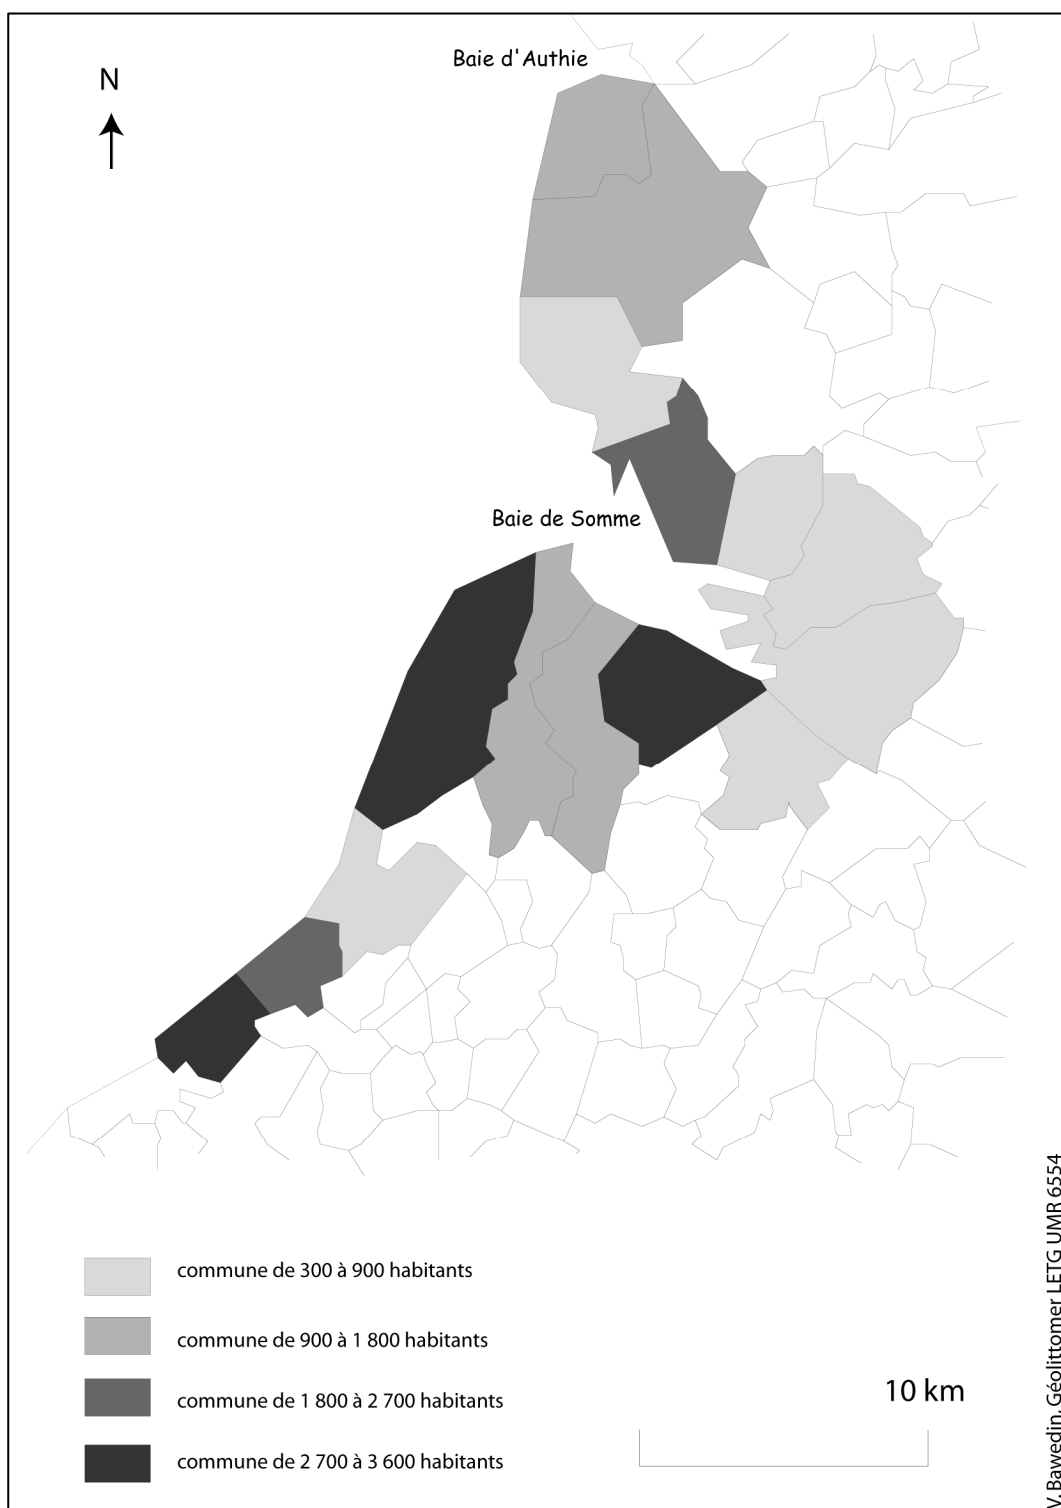 Baie d'Authie
N
Baie de Somme
commune de 300 à 900 habitants
commune de 900 à 1 800 habitants
commune de 1 800 à 2 700 habitants
commune de 2 700 à 3 600 habitants
10 km
V. Bawedin, Géolittomer LETG UMR 6554